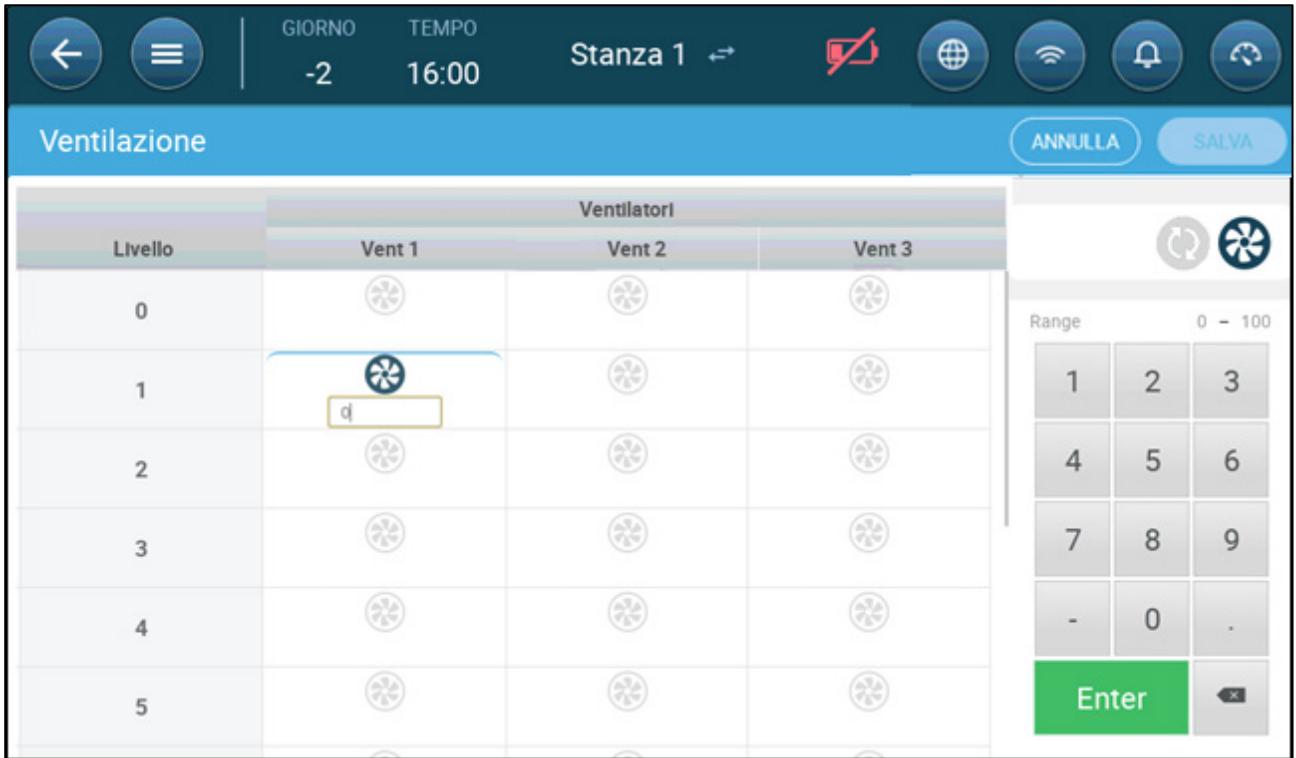 GIORNO TEMPO
-2 16:00 Stanza 1
Ventilazione ANNULLA SALVA
Ventilatori
Livello Vent 1 Vent 2 Vent 3
0
Range 0 - 100
1 0
1 2 3
2
4 5 6
3
7 8 9
4
- 0 .
5
Enter